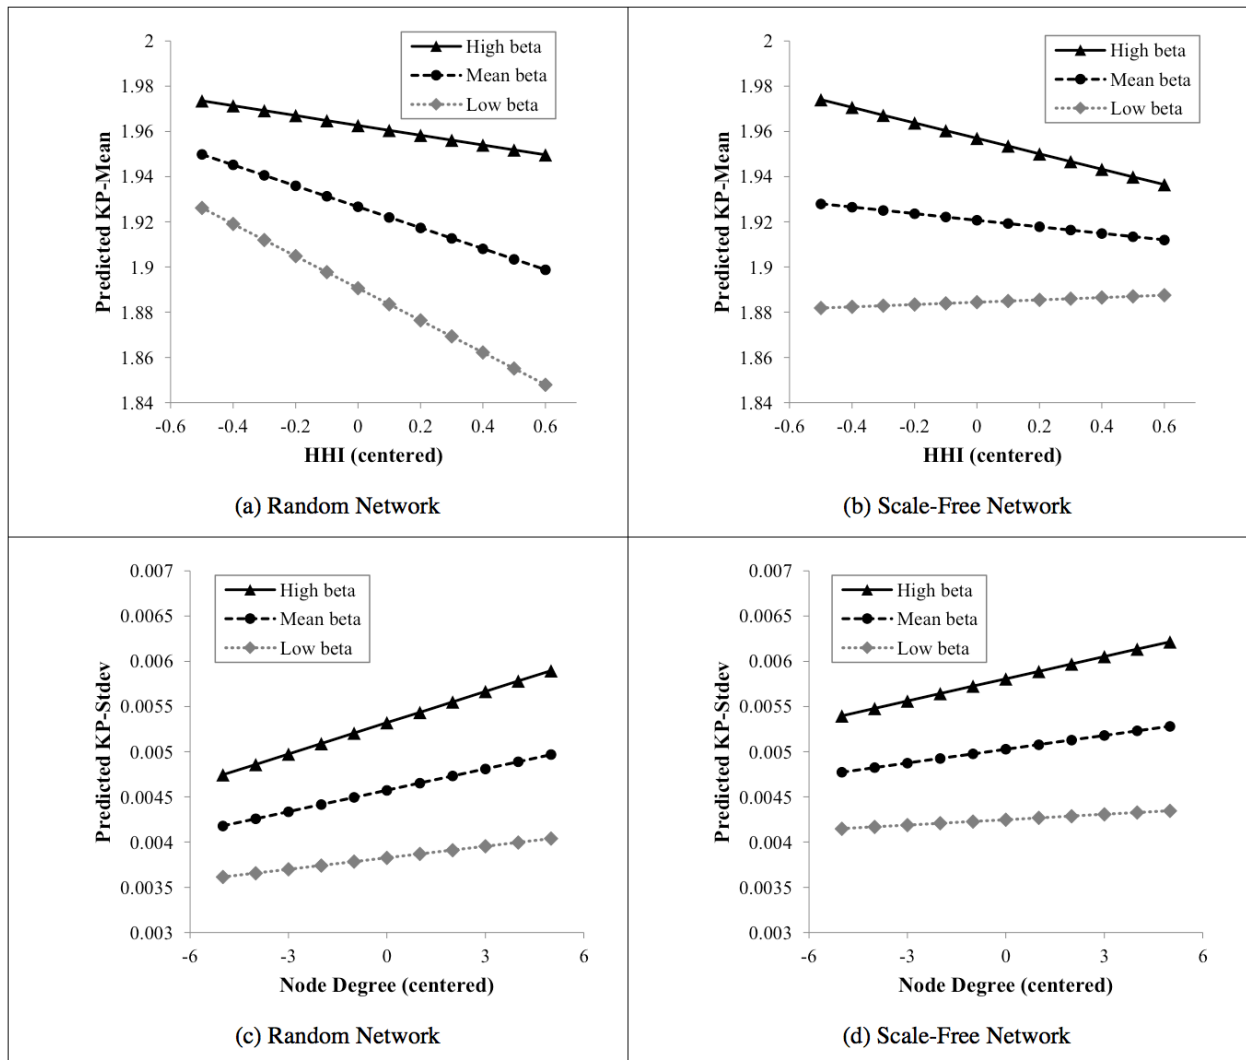 2
1.98
1.96
1.94
1.92
1.9
1.88
1.86
1.84
-0.6 -0.4 -0.2 0 0.2 0.4 0.6
Predicted KP-Mean
HHI (centered)
High beta
Mean beta
Low beta
(a) Random Network
2
1.98
1.96
1.94
1.92
1.9
1.88
1.86
1.84
-0.6 -0.4 -0.2 0 0.2 0.4 0.6
Predicted KP-Mean
HHI (centered)
High beta
Mean beta
Low beta
(b) Scale-Free Network
0.007
0.0065
0.006
0.0055
0.005
0.0045
0.004
0.0035
0.003
-6 -3 0 3 6
Predicted KP-Stdev
Node Degree (centered)
High beta
Mean beta
Low beta
(c) Random Network
0.007
0.0065
0.006
0.0055
0.005
0.0045
0.004
0.0035
0.003
-6 -3 0 3 6
Predicted KP-Stdev
Node Degree (centered)
High beta
Mean beta
Low beta
(d) Scale-Free Network